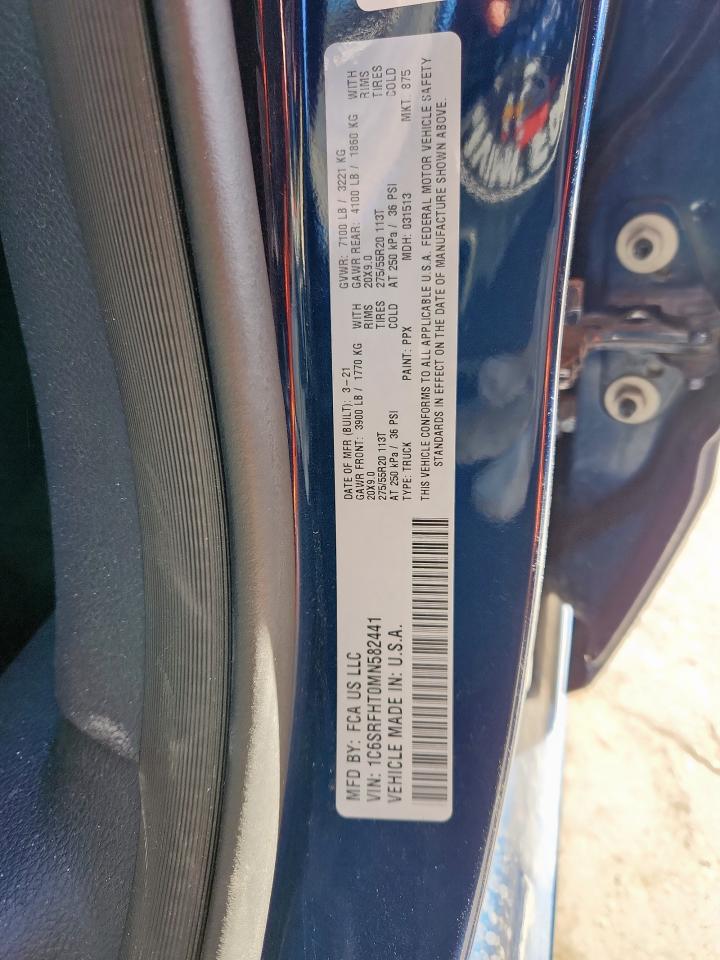 MFD BY: FCA US LLC
VIN: 1C6SRFHT0MN582441
VEHICLE MADE IN: U.S.A.
DATE OF MFR (BUILT): 3-21 GVWR: 7100 LB / 3221 KG
GAWR FRONT: 3900 LB / 1770 KG WITH GAWR REAR: 4100 LB / 1860 KG WITH
20X9.0 RIMS 20X9.0 RIMS
275/55R20 113T TIRES 275/55R20 113T TIRES
AT 250 kPa / 36 PSI COLD AT 250 kPa / 36 PSI COLD
TYPE: TRUCK PAINT: PPX MDH: 031513 MKT: 875
THIS VEHICLE CONFORMS TO ALL APPLICABLE U.S.A. FEDERAL MOTOR VEHICLE SAFETY
STANDARDS IN EFFECT ON THE DATE OF MANUFACTURE SHOWN ABOVE.